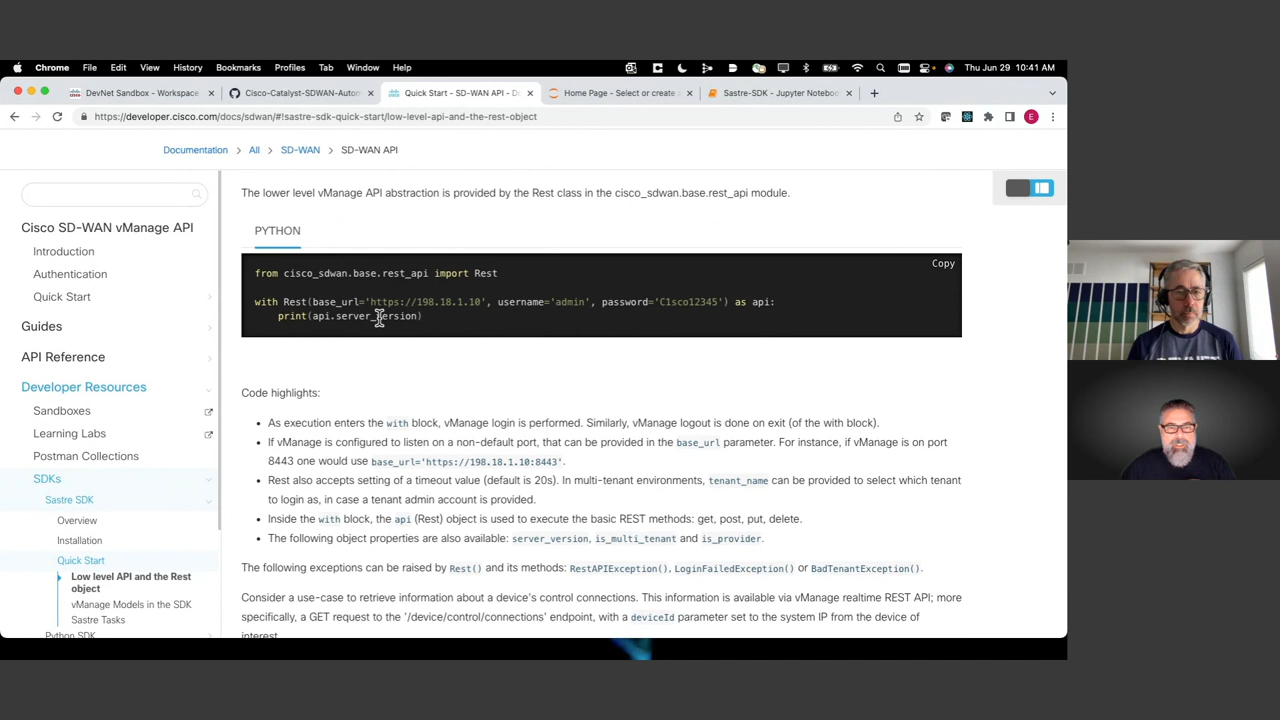 Chrome File Edit View History Bookmarks Profiles Tab Window Help Thu Jun 29 10:41 AM
DevNet Sandbox - Workspace Cisco-Catalyst-SDWAN-Autom Quick Start - SD-WAN API - D Home Page - Select or create Sastre-SDK - Jupyter Notebo
https://developer.cisco.com/docs/sdwan/#!sastre-sdk-quick-start/low-level-api-and-the-rest-object
E
Documentation > All > SD-WAN > SD-WAN API
Cisco SD-WAN vManage API
Introduction
Authentication
Quick Start
Guides
API Reference
Developer Resources
Sandboxes
Learning Labs
Postman Collections
SDKs
Sastre SDK
Overview
Installation
Quick Start
Low level API and the Rest
object
vManage Models in the SDK
Sastre Tasks
Python SDK
The lower level vManage API abstraction is provided by the Rest class in the cisco_sdwan.base.rest_api module.
PYTHON
Copy
from cisco_sdwan.base.rest_api import Rest
with Rest(base_url='https://198.18.1.10', username='admin', password='C1sco12345') as api:
print(api.server_version)
Code highlights:
• As execution enters the with block, vManage login is performed. Similarly, vManage logout is done on exit (of the with block).
• If vManage is configured to listen on a non-default port, that can be provided in the base_url parameter. For instance, if vManage is on port
8443 one would use base_url='https://198.18.1.10:8443'.
• Rest also accepts setting of a timeout value (default is 20s). In multi-tenant environments, tenant_name can be provided to select which tenant
to login as, in case a tenant admin account is provided.
• Inside the with block, the api (Rest) object is used to execute the basic REST methods: get, post, put, delete.
• The following object properties are also available: server_version, is_multi_tenant and is_provider.
The following exceptions can be raised by Rest() and its methods: RestAPIException(), LoginFailedException() or BadTenantException().
Consider a use-case to retrieve information about a device's control connections. This information is available via vManage realtime REST API; more
specifically, a GET request to the '/device/control/connections' endpoint, with a deviceId parameter set to the system IP from the device of
interest.